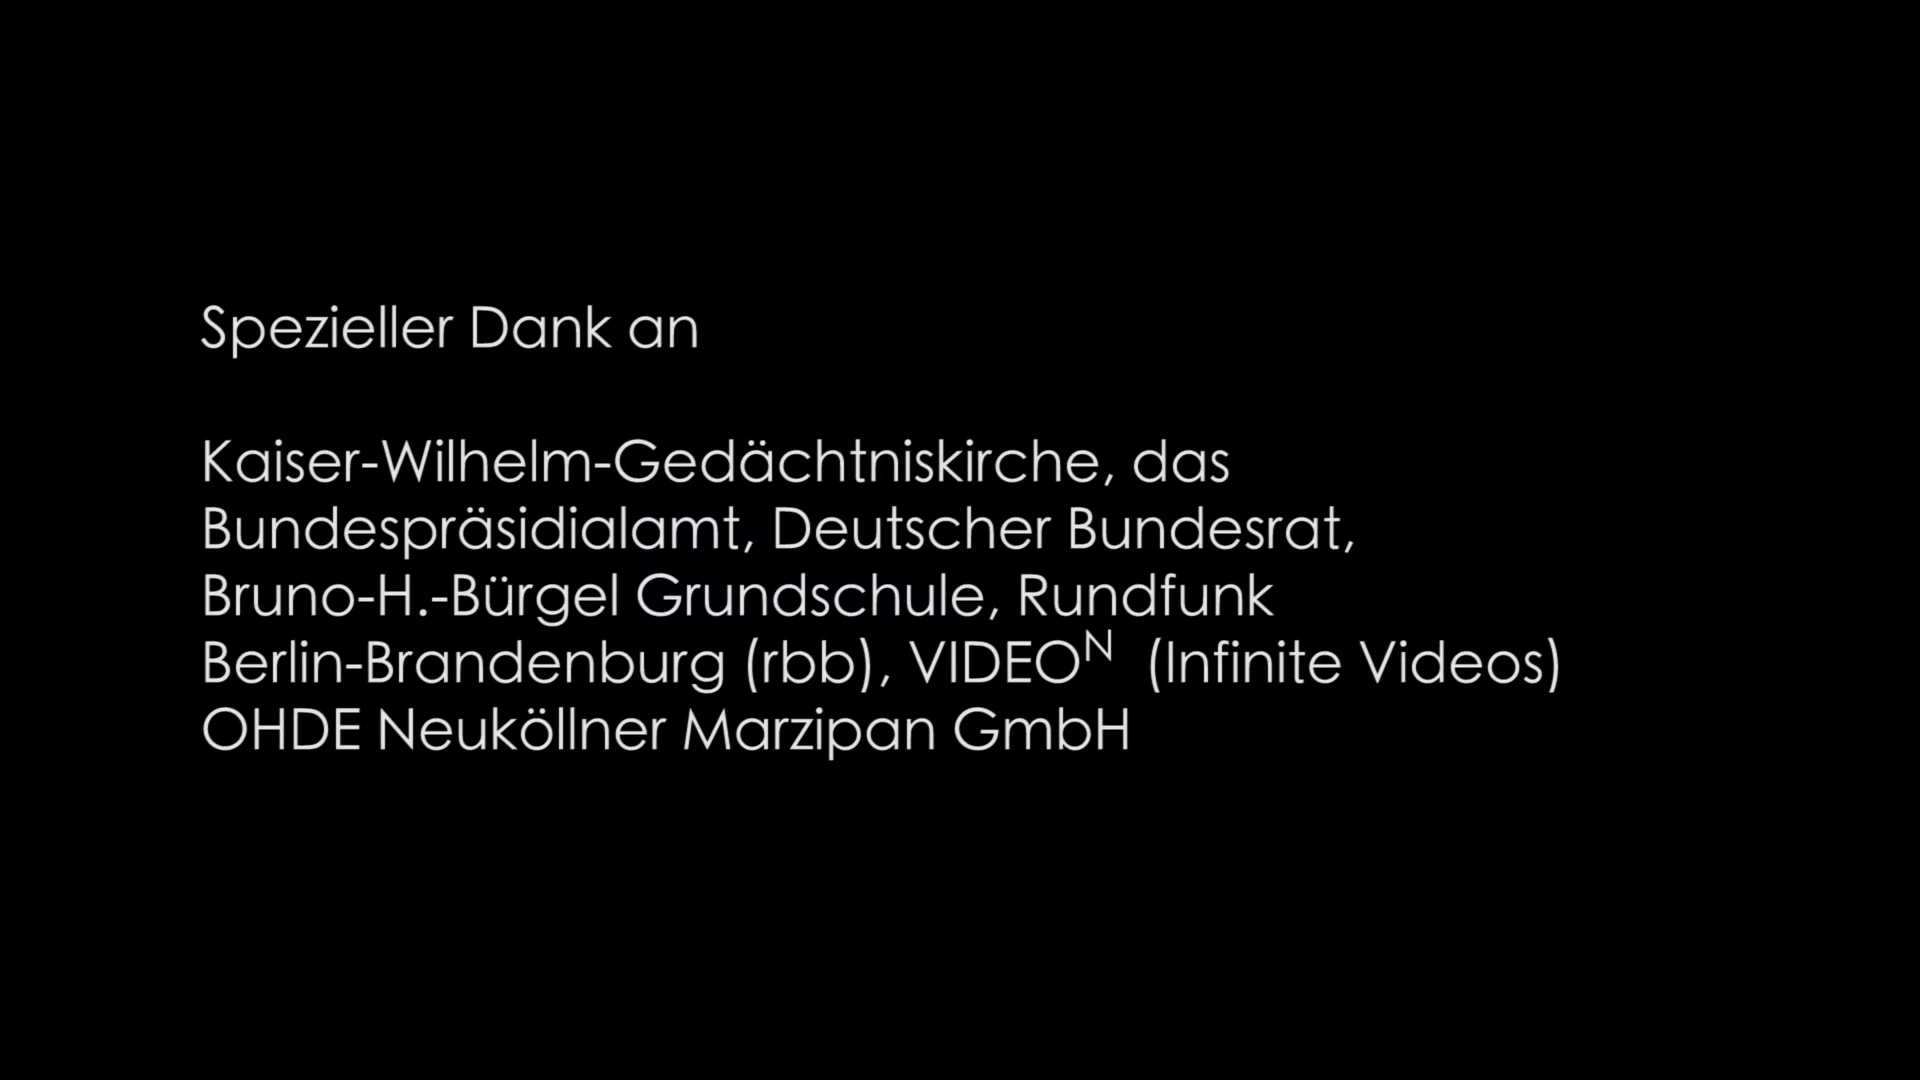 Spezieller Dank an
Kaiser-Wilhelm-Gedächtniskirche, das
Bundespräsidialamt, Deutscher Bundesrat,
Bruno-H.-Bürgel Grundschule, Rundfunk
Berlin-Brandenburg (rbb), VIDEOᴺ (Infinite Videos)
OHDE Neuköllner Marzipan GmbH